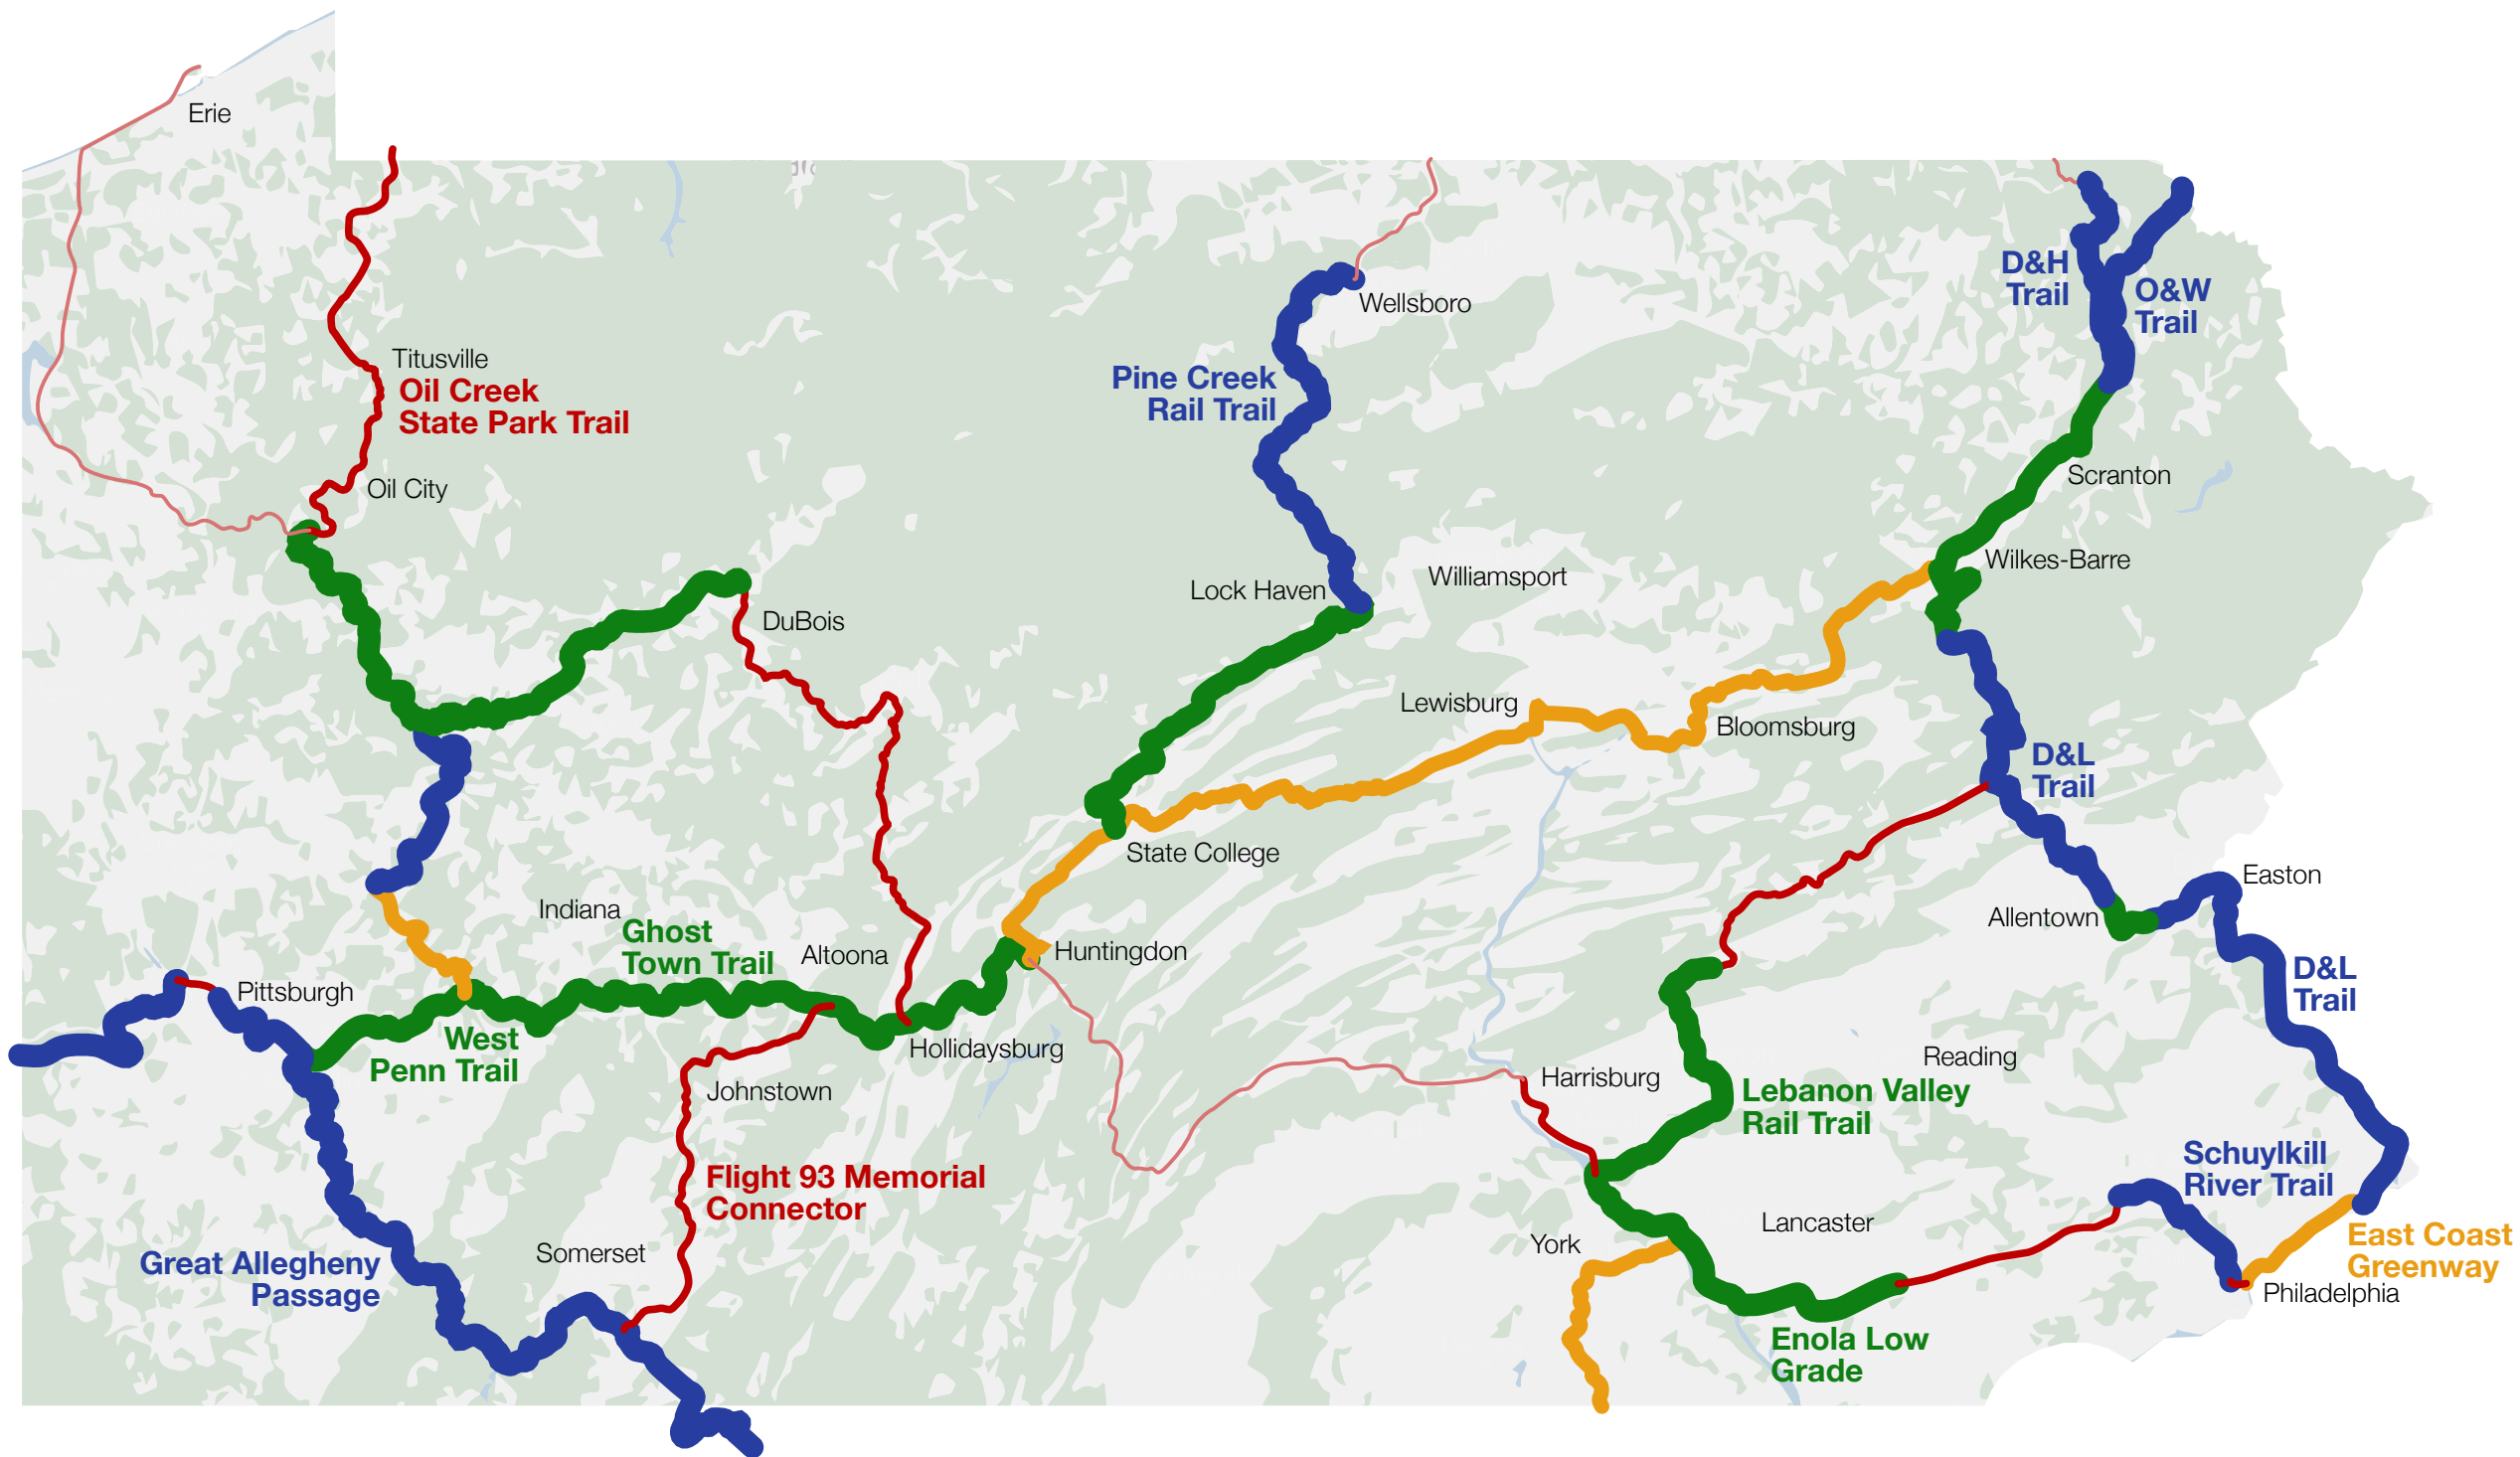 Erie
D&H
Trail
O&W
Trail
Wellsboro
Titusville
Oil Creek
State Park Trail
Pine Creek
Rail Trail
Oil City
Scranton
Wilkes-Barre
Williamsport
Lock Haven
DuBois
Lewisburg
Bloomsburg
D&L
Trail
State College
Easton
Indiana
Allentown
Ghost
Town Trail
Altoona
Huntingdon
D&L
Trail
Pittsburgh
West
Penn Trail
Hollidaysburg
Reading
Harrisburg
Johnstown
Lebanon Valley
Rail Trail
Schuylkill
River Trail
Flight 93 Memorial
Connector
Lancaster
York
East Coast
Greenway
Somerset
Great Allegheny
Passage
Philadelphia
Enola Low
Grade